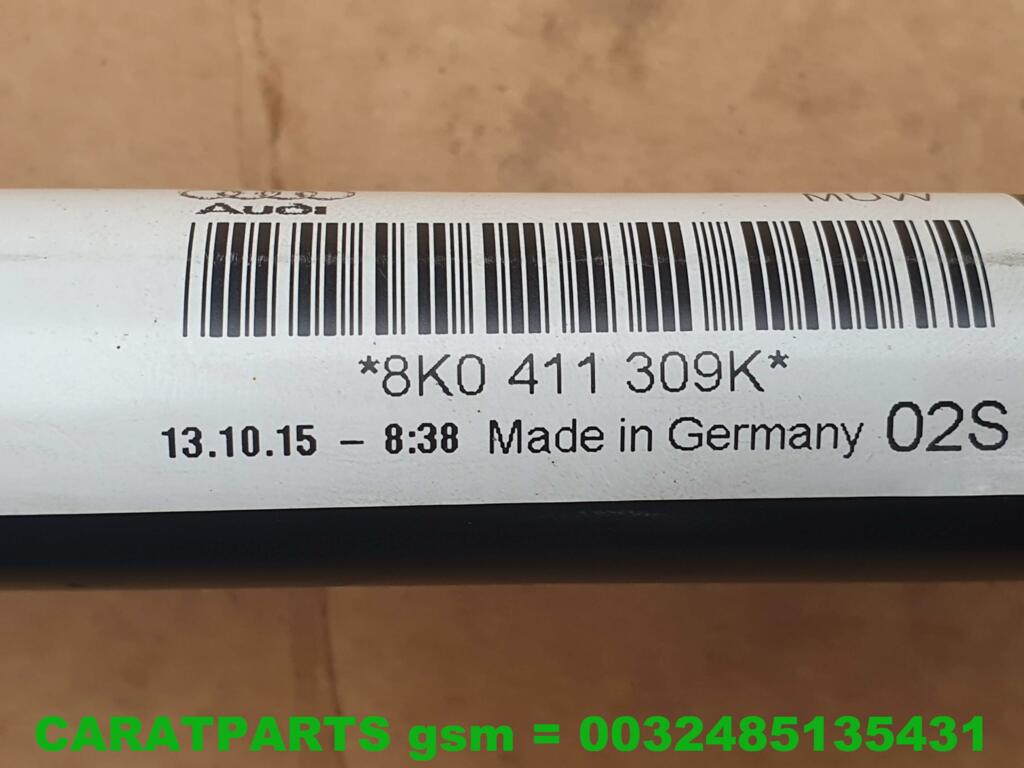 Audi
MUW
*8K0 411 309K*
13.10.15 – 8:38 Made in Germany 02S
CARATPARTS gsm = 0032485135431